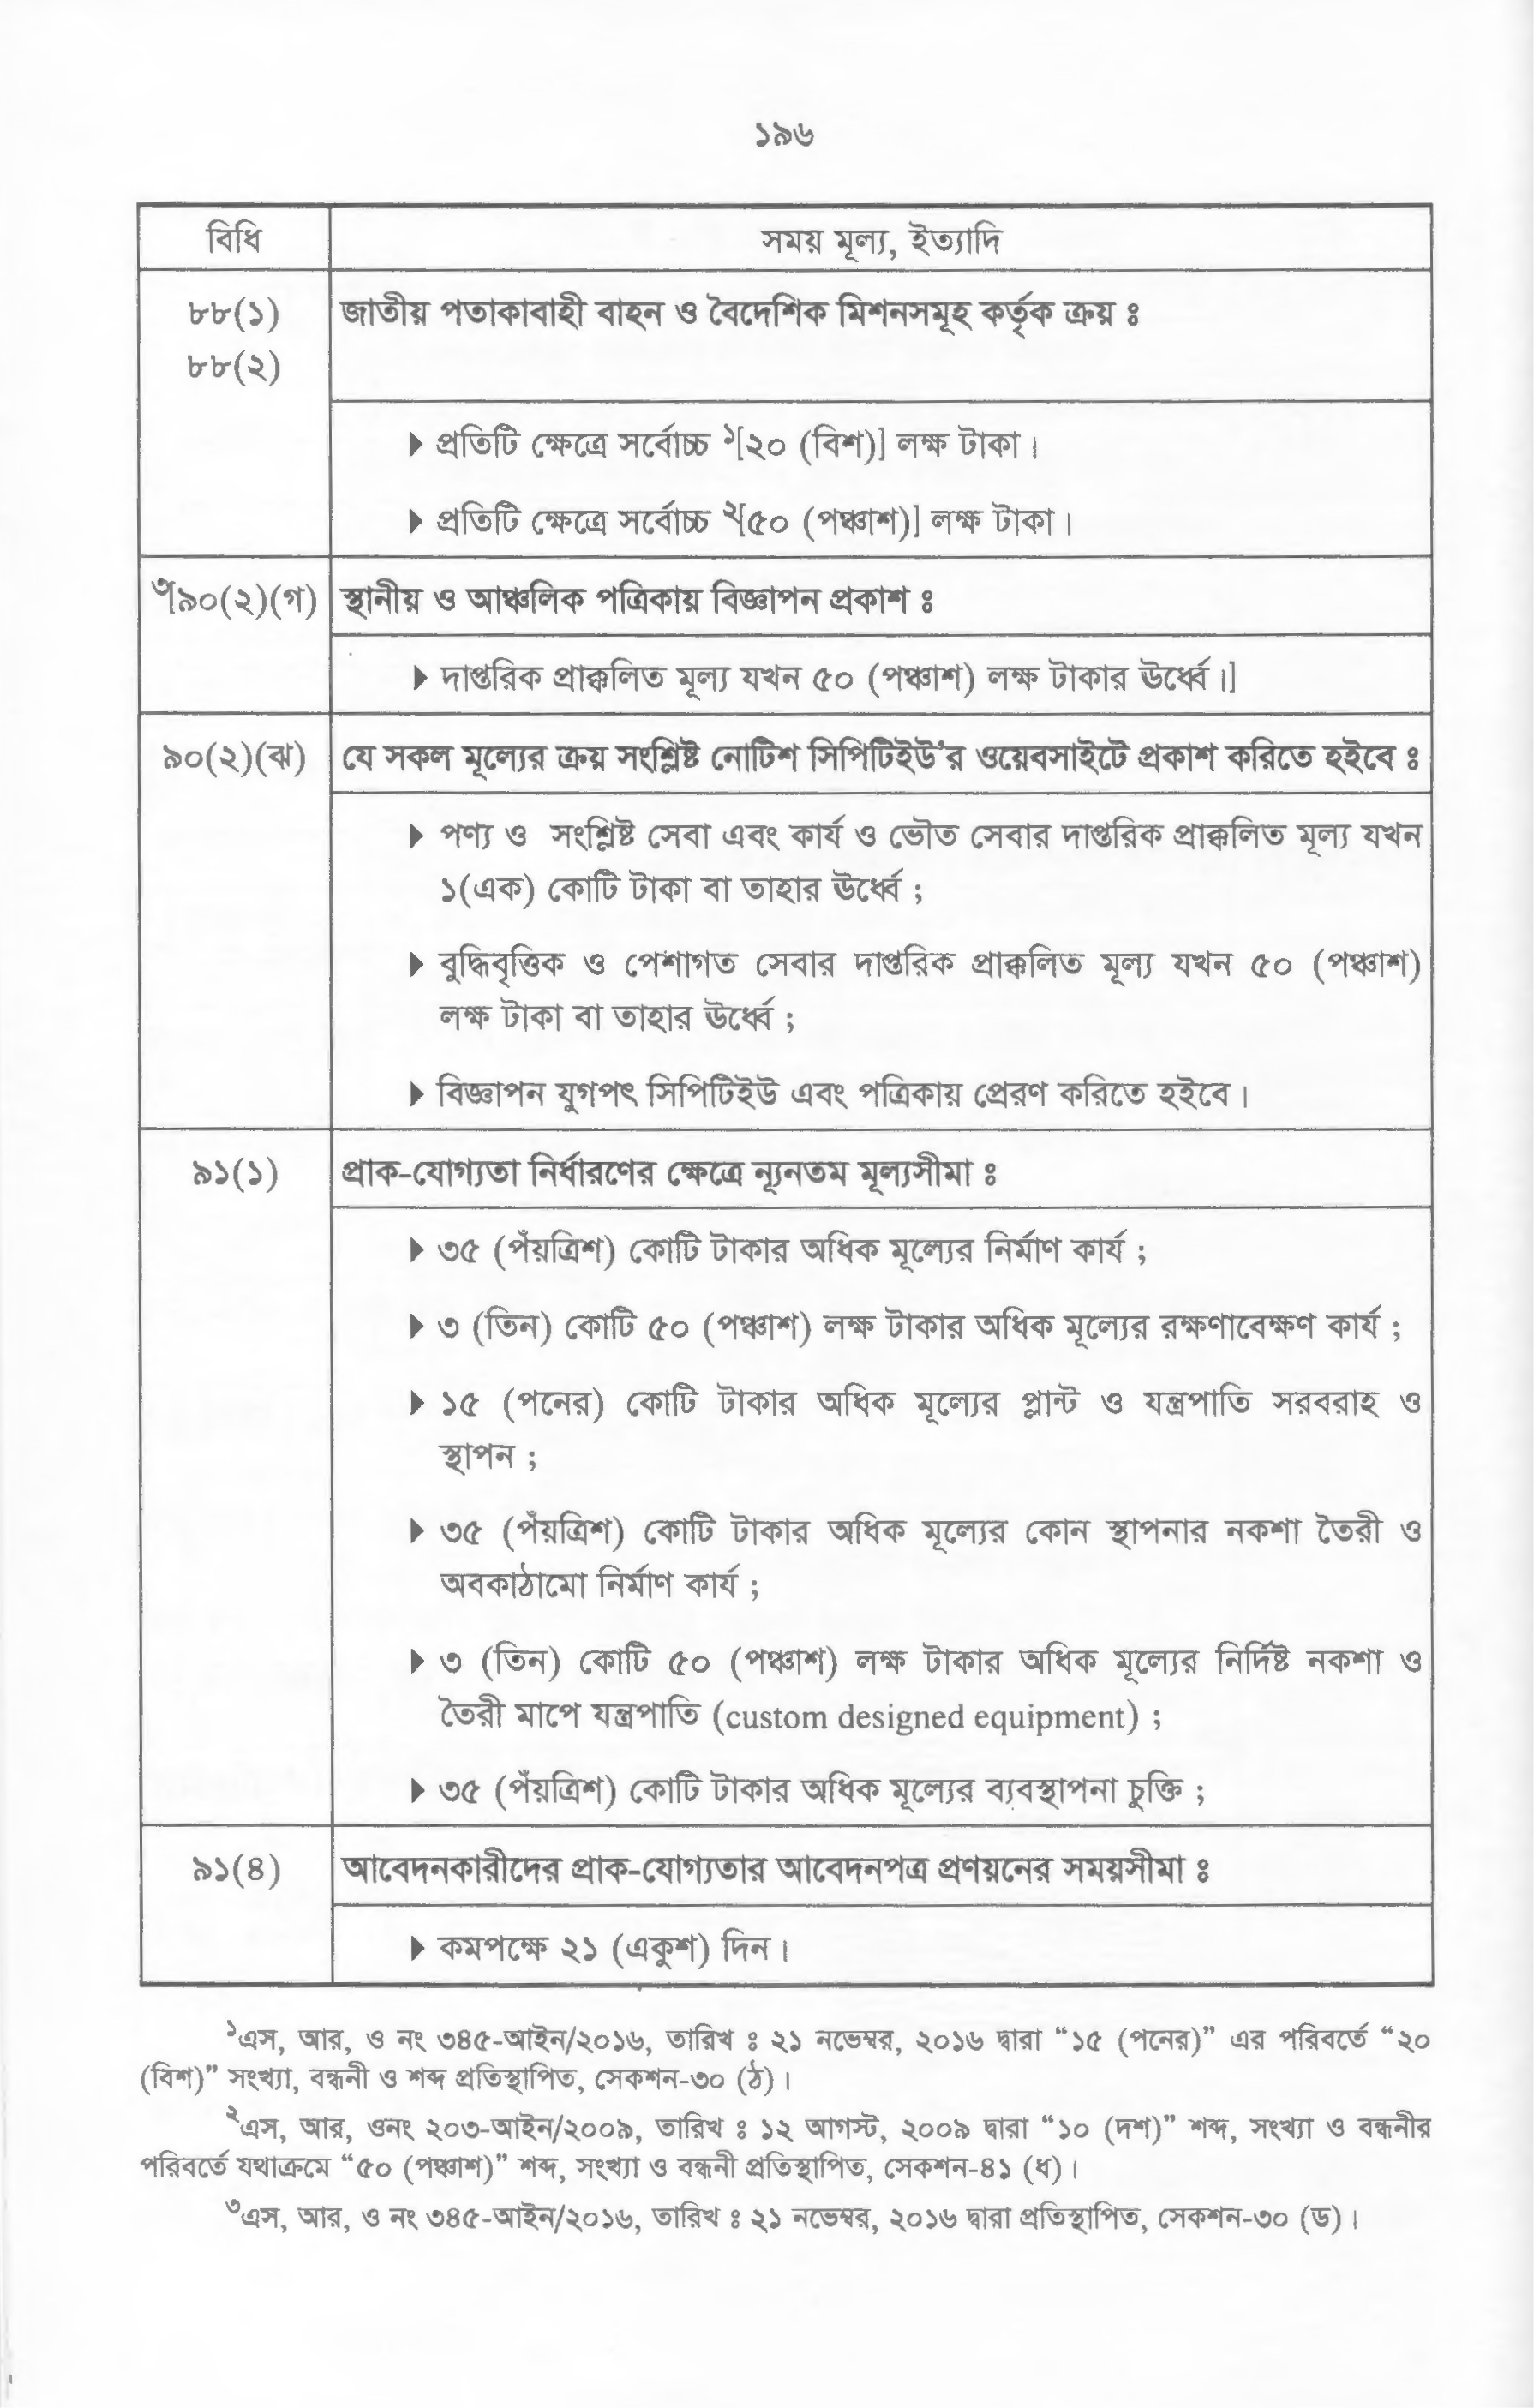 ১৯৬
বিধি
সময় মূল্য, ইত্যাদি
৮৮(১)
৮৮(২)
জাতীয় পতাকাবাহী বাহন ও বৈদেশিক মিশনসমূহ কর্তৃক ক্রয় ঃ
▶ প্রতিটি ক্ষেত্রে সর্বোচ্চ ১[২০ (বিশ)] লক্ষ টাকা।
▶ প্রতিটি ক্ষেত্রে সর্বোচ্চ ২[৫০ (পঞ্চাশ)] লক্ষ টাকা।
৩[৯০(২)(গ)
স্থানীয় ও আঞ্চলিক পত্রিকায় বিজ্ঞাপন প্রকাশ ঃ
▶ দাপ্তরিক প্রাক্কলিত মূল্য যখন ৫০ (পঞ্চাশ) লক্ষ টাকার ঊর্ধ্বে।]
৯০(২)(ঝ)
যে সকল মূল্যের ক্রয় সংশ্লিষ্ট নোটিশ সিপিটিইউ'র ওয়েবসাইটে প্রকাশ করিতে হইবে ঃ
▶ পণ্য ও সংশ্লিষ্ট সেবা এবং কার্য ও ভৌত সেবার দাপ্তরিক প্রাক্কলিত মূল্য যখন
১(এক) কোটি টাকা বা তাহার ঊর্ধ্বে ;
▶ বুদ্ধিবৃত্তিক ও পেশাগত সেবার দাপ্তরিক প্রাক্কলিত মূল্য যখন ৫০ (পঞ্চাশ)
লক্ষ টাকা বা তাহার ঊর্ধ্বে ;
▶ বিজ্ঞাপন যুগপৎ সিপিটিইউ এবং পত্রিকায় প্রেরণ করিতে হইবে।
৯১(১)
প্রাক-যোগ্যতা নির্ধারণের ক্ষেত্রে ন্যূনতম মূল্যসীমা ঃ
▶ ৩৫ (পঁয়ত্রিশ) কোটি টাকার অধিক মূল্যের নির্মাণ কার্য ;
▶ ৩ (তিন) কোটি ৫০ (পঞ্চাশ) লক্ষ টাকার অধিক মূল্যের রক্ষণাবেক্ষণ কার্য ;
▶ ১৫ (পনের) কোটি টাকার অধিক মূল্যের প্লান্ট ও যন্ত্রপাতি সরবরাহ ও
স্থাপন ;
▶ ৩৫ (পঁয়ত্রিশ) কোটি টাকার অধিক মূল্যের কোন স্থাপনার নকশা তৈরী ও
অবকাঠামো নির্মাণ কার্য ;
▶ ৩ (তিন) কোটি ৫০ (পঞ্চাশ) লক্ষ টাকার অধিক মূল্যের নির্দিষ্ট নকশা ও
তৈরী মাপে যন্ত্রপাতি (custom designed equipment) ;
▶ ৩৫ (পঁয়ত্রিশ) কোটি টাকার অধিক মূল্যের ব্যবস্থাপনা চুক্তি ;
৯১(৪)
আবেদনকারীদের প্রাক-যোগ্যতার আবেদনপত্র প্রণয়নের সময়সীমা ঃ
▶ কমপক্ষে ২১ (একুশ) দিন।
১এস, আর, ও নং ৩৪৫-আইন/২০১৬, তারিখ ঃ ২১ নভেম্বর, ২০১৬ দ্বারা “১৫ (পনের)” এর পরিবর্তে “২০
(বিশ)” সংখ্যা, বন্ধনী ও শব্দ প্রতিস্থাপিত, সেকশন-৩০ (ঠ)।
২এস, আর, ওনং ২০৩-আইন/২০০৯, তারিখ ঃ ১২ আগস্ট, ২০০৯ দ্বারা “১০ (দশ)” শব্দ, সংখ্যা ও বন্ধনীর
পরিবর্তে যথাক্রমে “৫০ (পঞ্চাশ)” শব্দ, সংখ্যা ও বন্ধনী প্রতিস্থাপিত, সেকশন-৪১ (ধ)।
৩এস, আর, ও নং ৩৪৫-আইন/২০১৬, তারিখ ঃ ২১ নভেম্বর, ২০১৬ দ্বারা প্রতিস্থাপিত, সেকশন-৩০ (ড)।